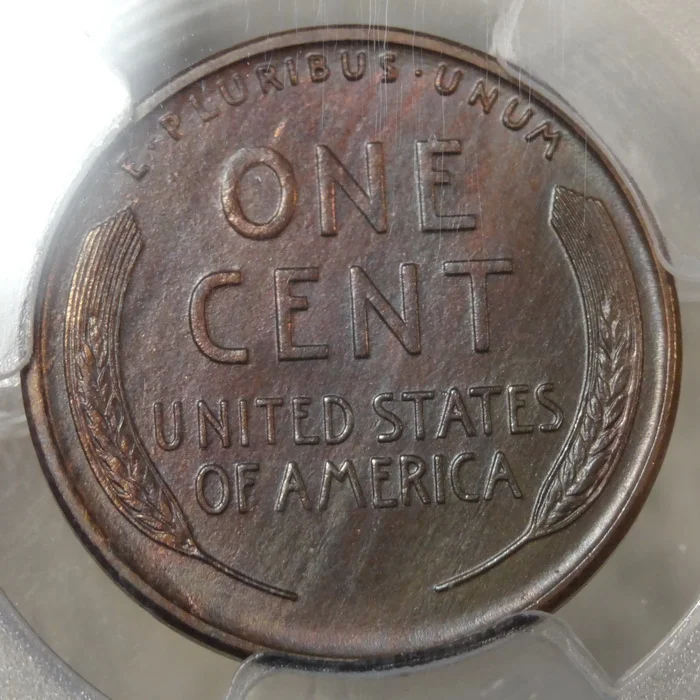 E·PLURIBUS·UNUM
ONE
CENT
UNITED STATES
OF AMERICA